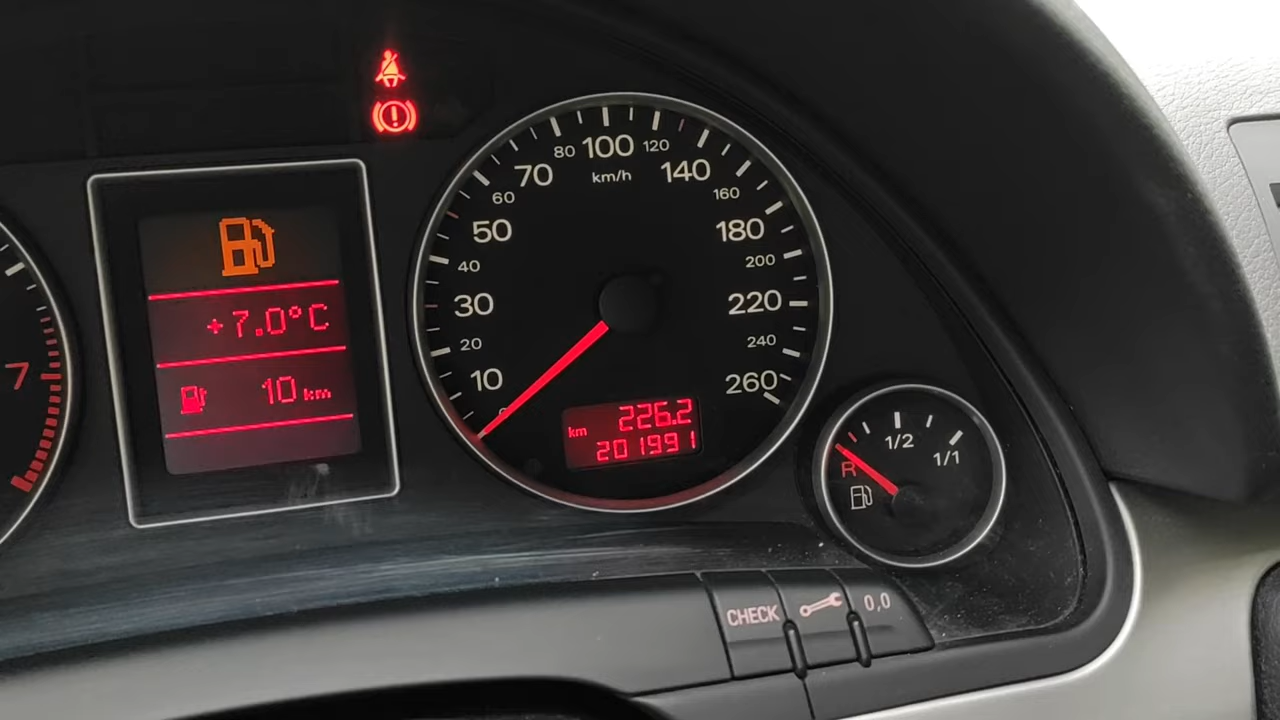 7
+7.0°C
10 km
80 100 120
70 km/h 140
60 160
50 180
40 200
30 220
20 240
10 260
km 226.2
201991
1/2
1/1
R
CHECK
0,0